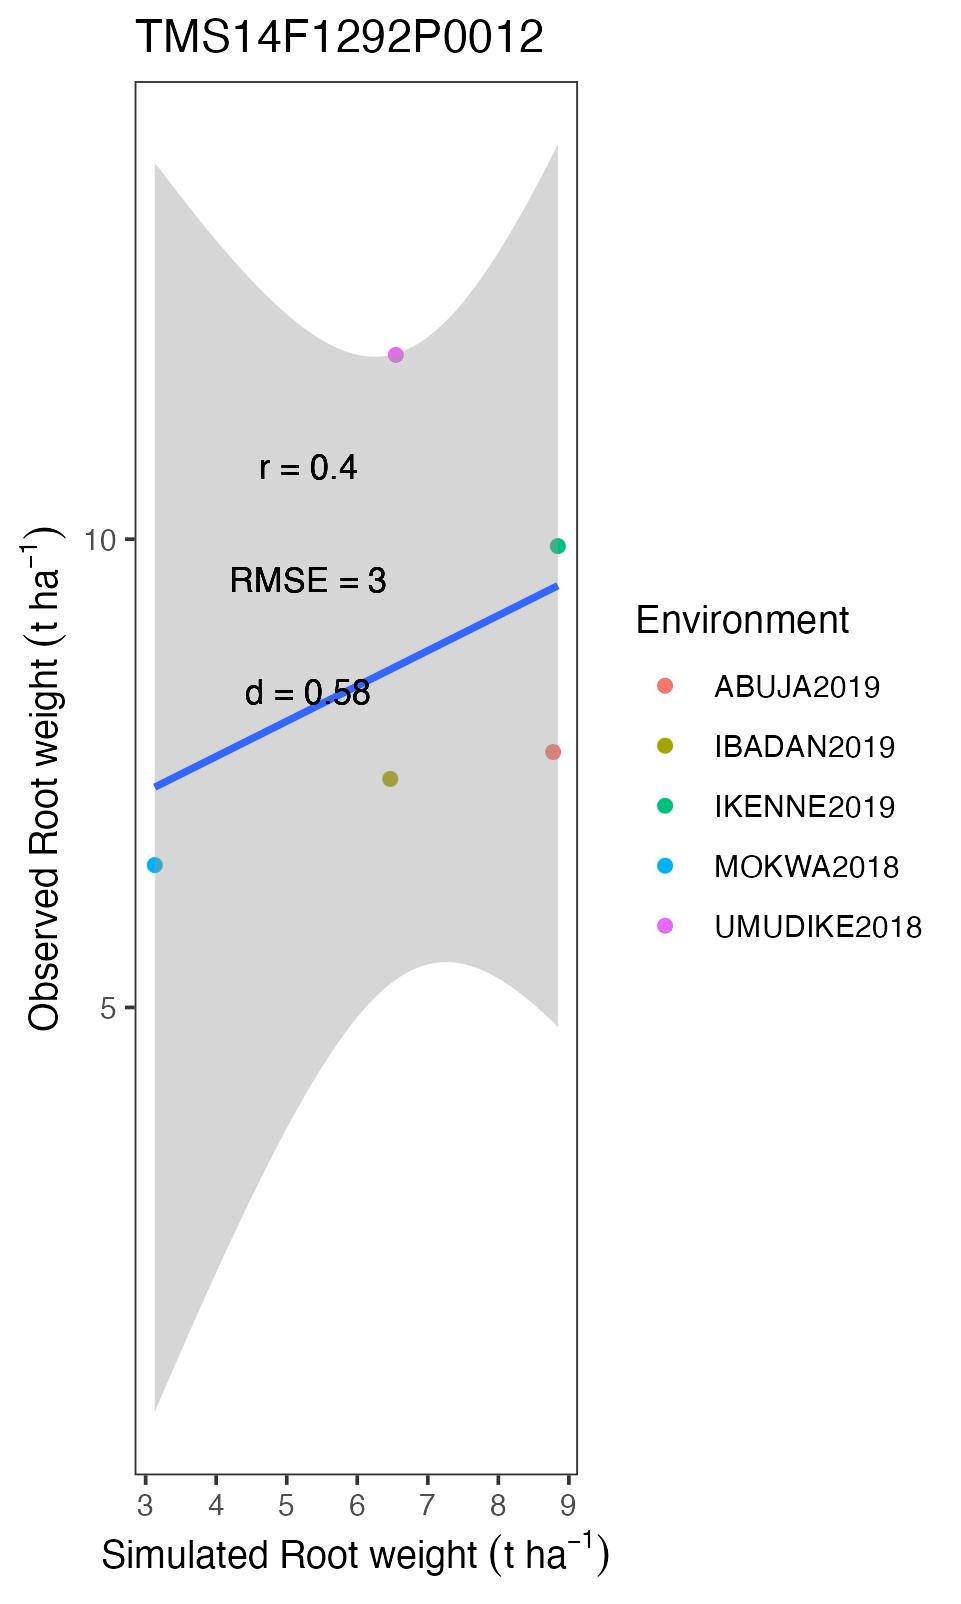 TMS14F1292P0012
r = 0.4
RMSE = 3
d = 0.58
10
5
Observed Root weight (t ha⁻¹)
3 4 5 6 7 8 9
Simulated Root weight (t ha⁻¹)
Environment
ABUJA2019
IBADAN2019
IKENNE2019
MOKWA2018
UMUDIKE2018